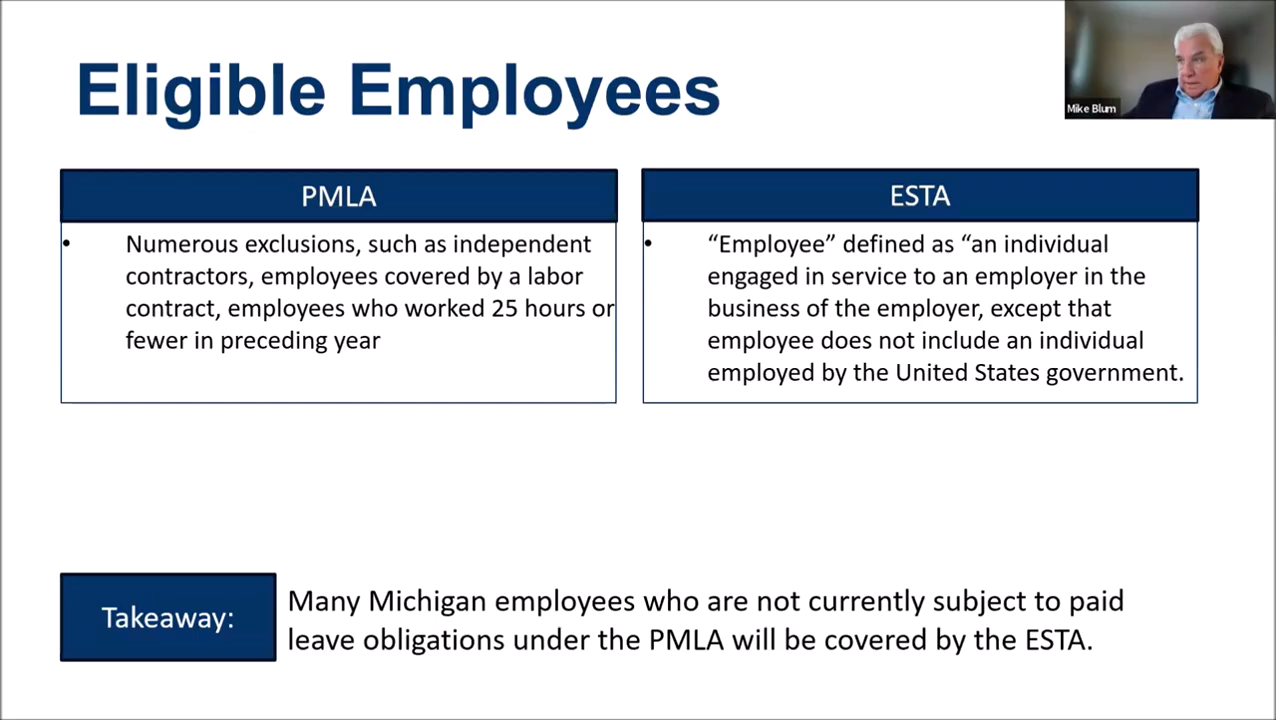 Eligible Employees
Mike Blum
PMLA
• Numerous exclusions, such as independent
contractors, employees covered by a labor
contract, employees who worked 25 hours or
fewer in preceding year
ESTA
• “Employee” defined as “an individual
engaged in service to an employer in the
business of the employer, except that
employee does not include an individual
employed by the United States government.
Takeaway:
Many Michigan employees who are not currently subject to paid
leave obligations under the PMLA will be covered by the ESTA.